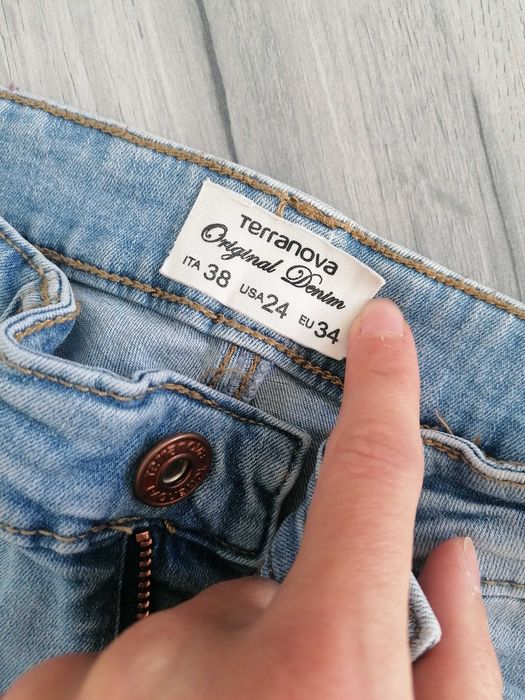 Terranova
Original Denim
ITA 38 USA 24 EU 34